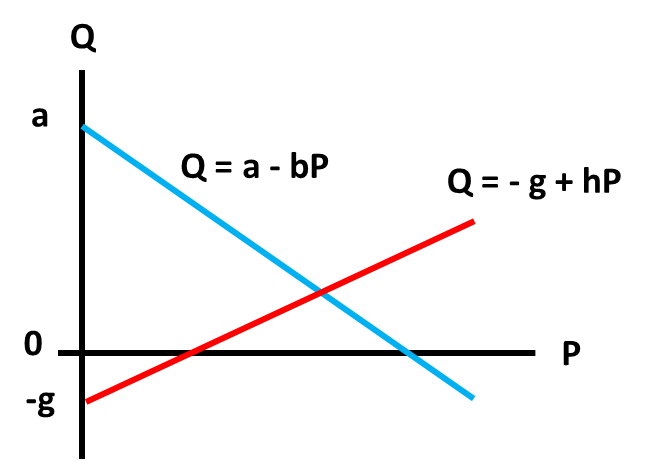 Q
a
Q = a - bP
Q = - g + hP
0
P
-g